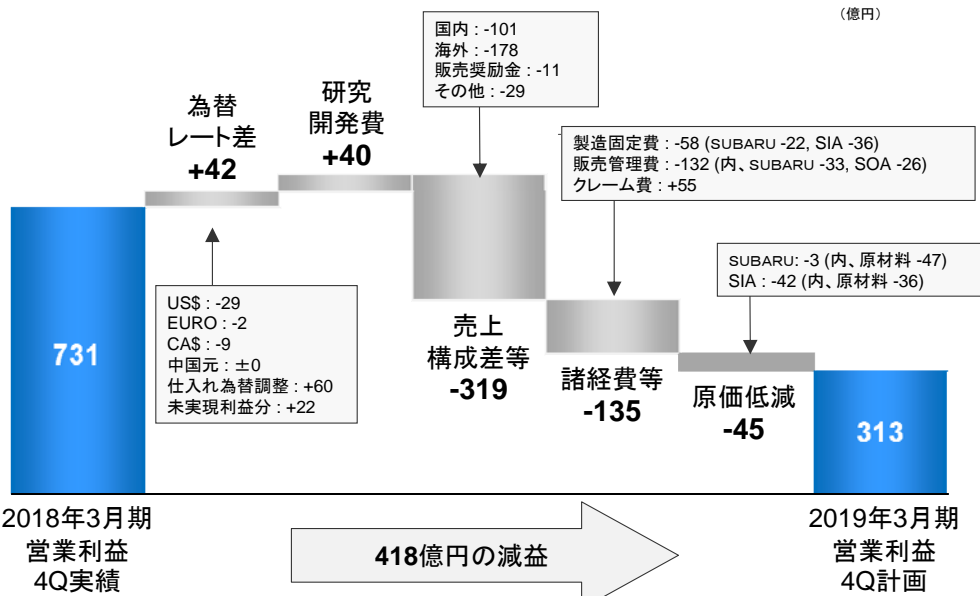 （億円）
国内 : -101
海外 : -178
販売奨励金 : -11
その他 : -29
為替
レート差
+42
研究
開発費
+40
製造固定費 : -58 (SUBARU -22, SIA -36)
販売管理費 : -132 (内、SUBARU -33, SOA -26)
クレーム費 : +55
SUBARU: -3 (内、原材料 -47)
SIA : -42 (内、原材料 -36)
US$ : -29
EURO : -2
CA$ : -9
中国元 : ±0
仕入れ為替調整 : +60
未実現利益分 : +22
731
売上
構成差等
-319
諸経費等
-135
原価低減
-45
313
2018年3月期
営業利益
4Q実績
418億円の減益
2019年3月期
営業利益
4Q計画